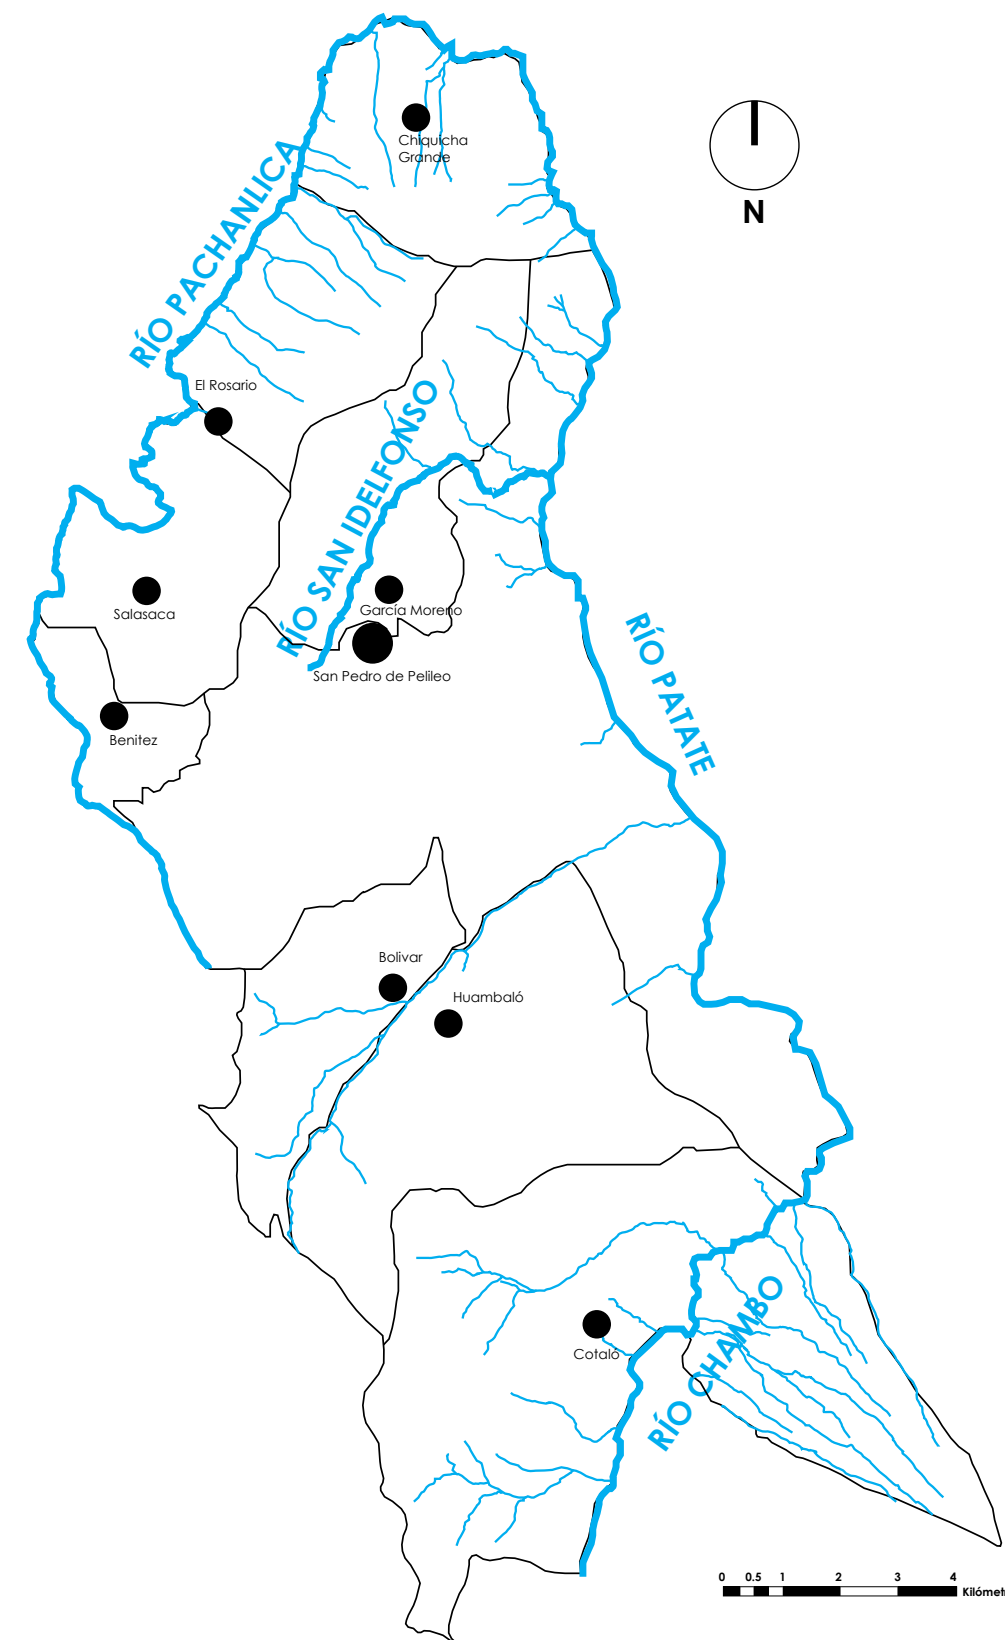 Chiquicha
Grande
RÍO PACHANLICA
N
El Rosario
RÍO SAN IDELFONSO
Salasaca
García Moreno
San Pedro de Pelileo
RÍO PATATE
Benitez
Bolivar
Huambaló
RÍO CHAMBO
Cotaló
0 0.5 1 2 3 4
Kilómet